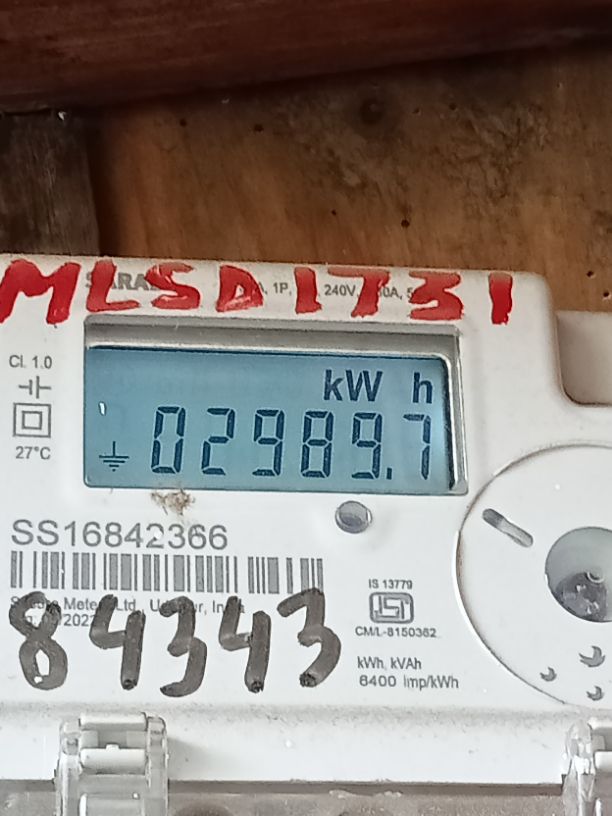 MLSD1731
1P, 240V,
Cl. 1.0
kW h
02989.7
27°C
SS16842366
IS 13779
CM/L-8150362
84343
kWh, kVAh
6400 imp/kWh